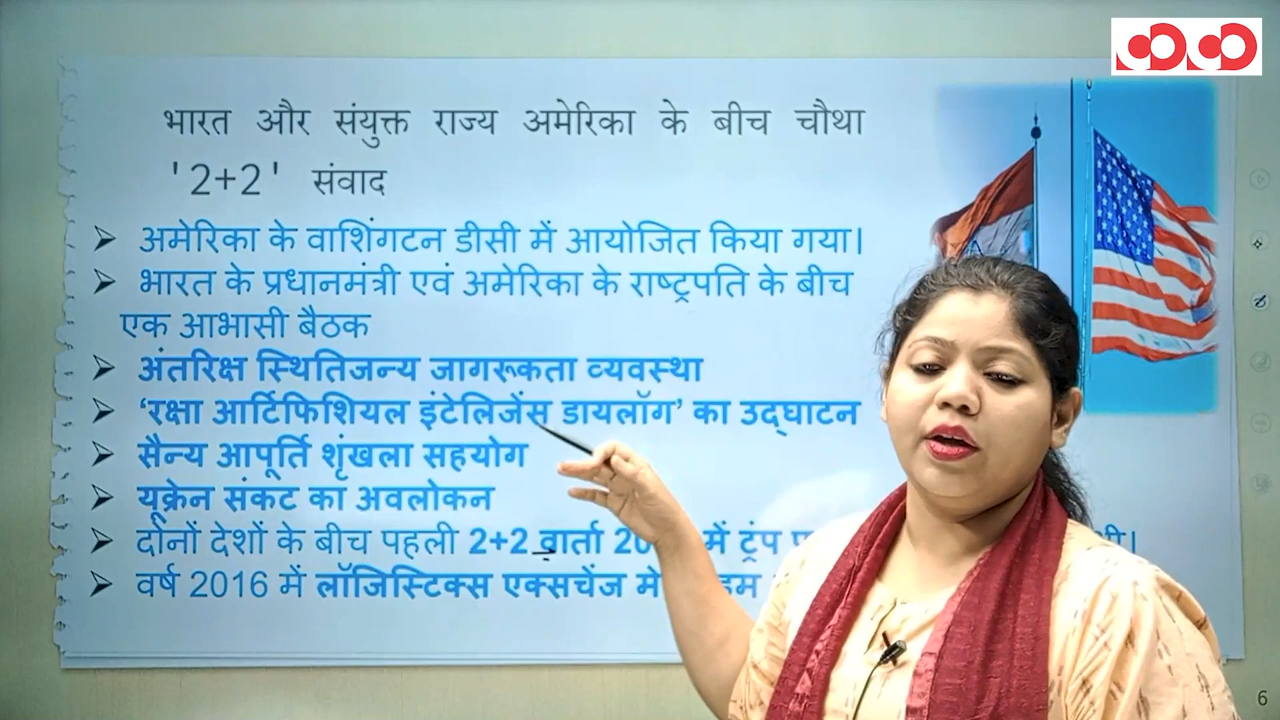 भारत और संयुक्त राज्य अमेरिका के बीच चौथा
'2+2' संवाद
➤ अमेरिका के वाशिंगटन डीसी में आयोजित किया गया।
➤ भारत के प्रधानमंत्री एवं अमेरिका के राष्ट्रपति के बीच
एक आभासी बैठक
➤ अंतरिक्ष स्थितिजन्य जागरूकता व्यवस्था
➤ ‘रक्षा आर्टिफिशियल इंटेलिजेंस डायलॉग’ का उद्घाटन
➤ सैन्य आपूर्ति शृंखला सहयोग
➤ यूक्रेन संकट का अवलोकन
➤ दोनों देशों के बीच पहली 2+2 वार्ता में ट्रंप
➤ वर्ष 2016 में लॉजिस्टिक्स एक्सचेंज
6